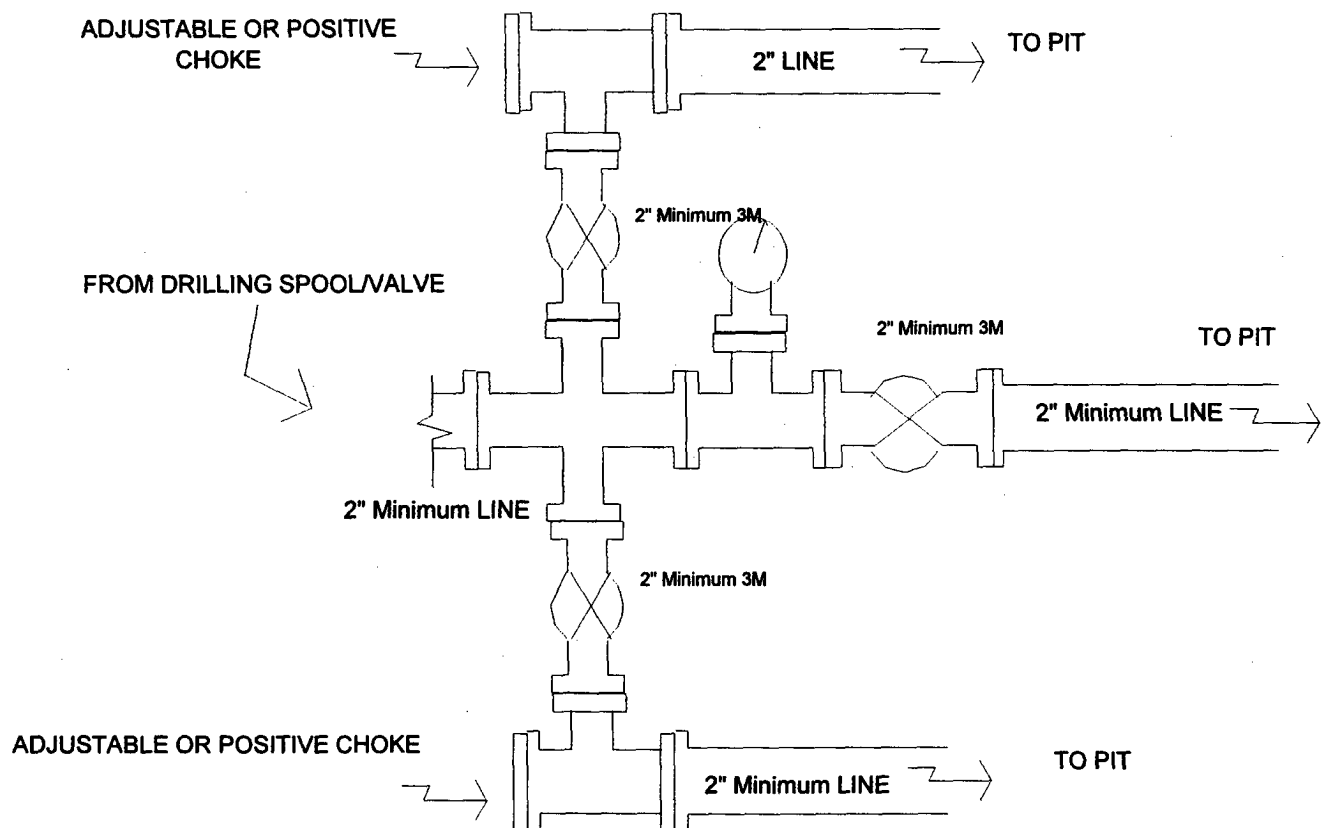 ADJUSTABLE OR POSITIVE
CHOKE
2" LINE
TO PIT
2" Minimum 3M
FROM DRILLING SPOOL/VALVE
2" Minimum 3M
TO PIT
2" Minimum LINE
2" Minimum LINE
2" Minimum 3M
ADJUSTABLE OR POSITIVE CHOKE
TO PIT
2" Minimum LINE